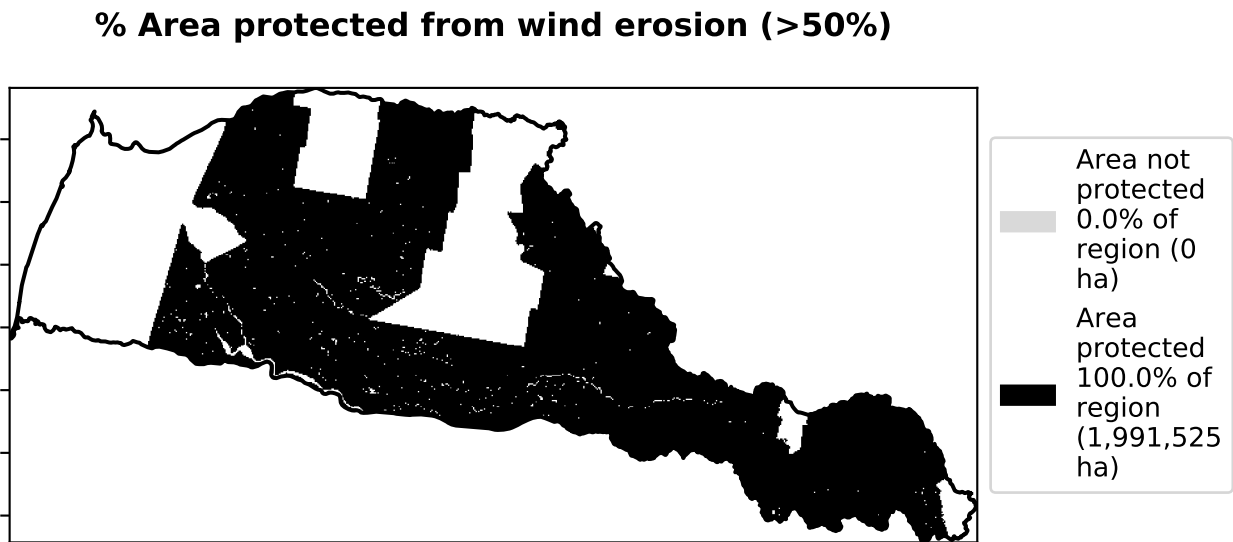 % Area protected from wind erosion (>50%)
Area not
protected
0.0% of
region (0
ha)
Area
protected
100.0% of
region
(1,991,525
ha)